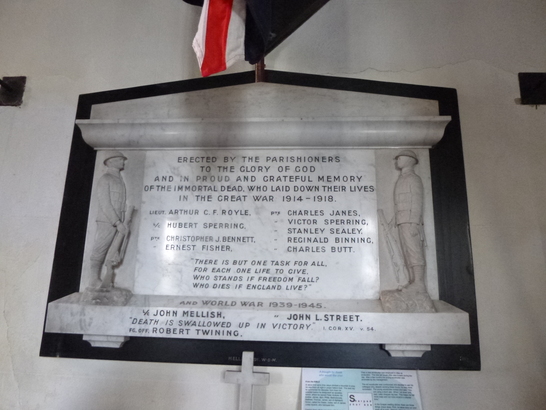 ERECTED BY THE PARISHIONERS
TO THE GLORY OF GOD
AND IN PROUD AND GRATEFUL MEMORY
OF THE IMMORTAL DEAD, WHO LAID DOWN THEIR LIVES
IN THE GREAT WAR 1914-1918.
LIEUT. ARTHUR C. F. ROYLE. PTE CHARLES JANES,
L/C HUBERT SPERRING, " VICTOR SPERRING,
" STANLEY SEALEY,
PTE CHRISTOPHER J. BENNETT, " REGINALD BINNING,
" ERNEST FISHER, " CHARLES BUTT.
"THERE IS BUT ONE TASK FOR ALL,
FOR EACH ONE LIFE TO GIVE.
WHO STANDS IF FREEDOM FALL?
WHO DIES IF ENGLAND LIVE?"
AND WORLD WAR 1939-1945.
L/C JOHN MELLISH, " JOHN L. STREET.
"DEATH IS SWALLOWED UP IN VICTORY" 1. COR. XV. v 54.
ROBERT TWINING.